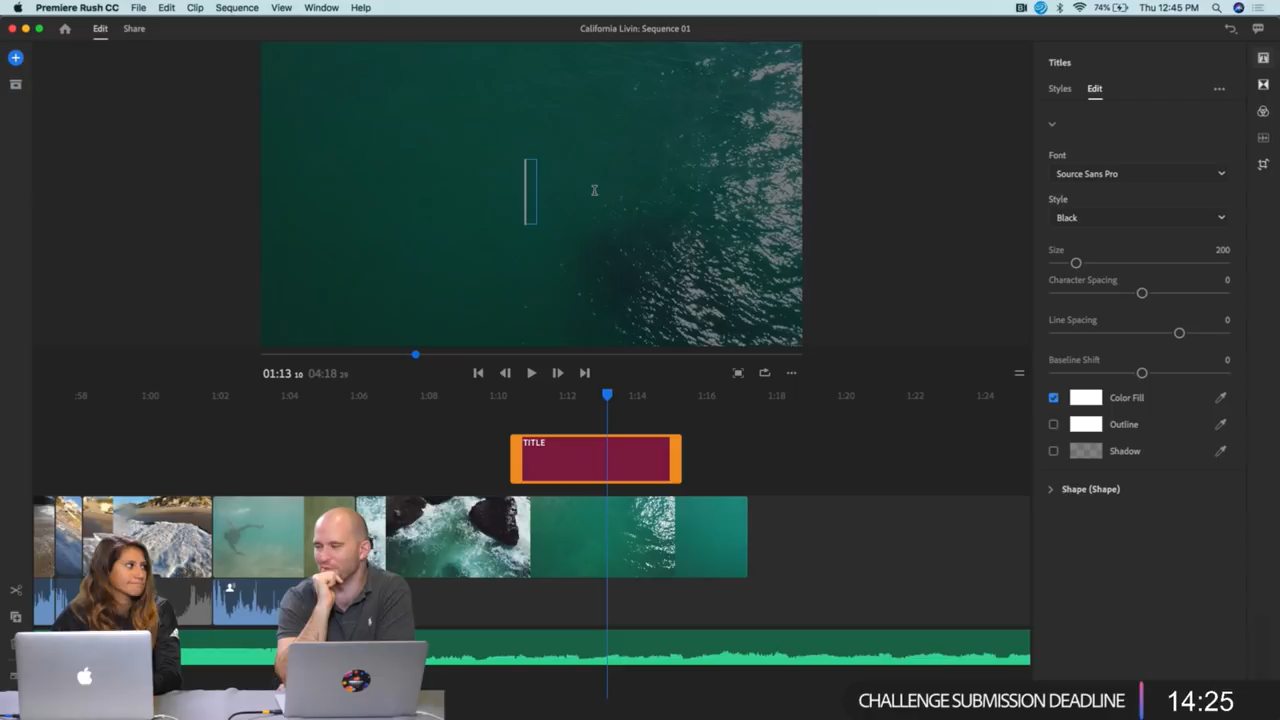 Premiere Rush CC File Edit Clip Sequence View Window Help
74% Thu 12:45 PM
Edit Share
California Livin: Sequence 01
Titles
Styles Edit
Font
Source Sans Pro
Style
Black
Size 200
Character Spacing 0
Line Spacing 0
Baseline Shift 0
Color Fill
Outline
Shadow
Shape (Shape)
01:13 10 04:18 29
:58 1:00 1:02 1:04 1:06 1:08 1:10 1:12 1:14 1:16 1:18 1:20 1:22 1:24
TITLE
CHALLENGE SUBMISSION DEADLINE 14:25